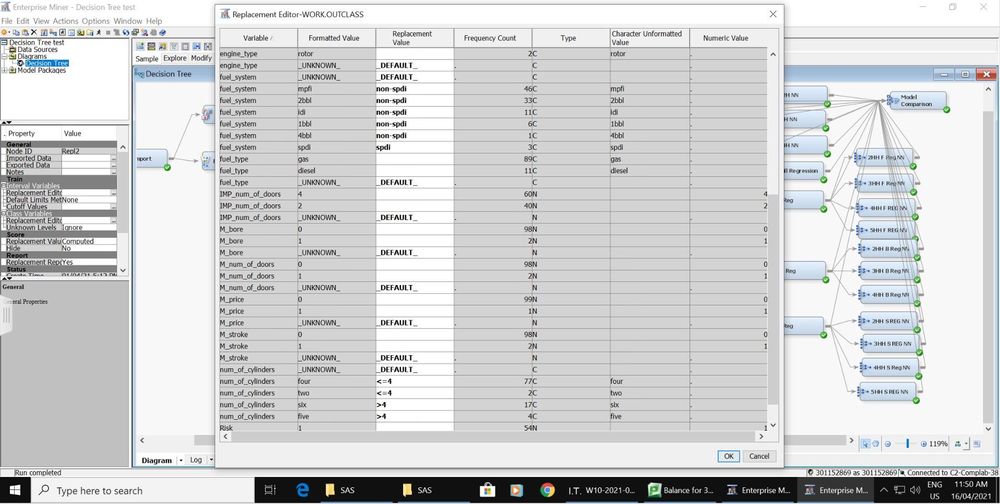 Enterprise Miner - Decision Tree test
File Edit View Actions Options Window Help
Decision Tree test
Data Sources
Diagrams
Decision Tree
Model Packages
. Property Value
General
Node ID Repl2
Imported Data ...
Exported Data ...
Notes ...
Train
Interval Variables
Replacement Edito ...
Default Limits Met None
Cutoff Values ...
Class Variables
Replacement Edito ...
Unknown Levels Ignore
Score
Replacement Valu Computed
Hide No
Report
Replacement Repo Yes
Status
Create Time 01/04/21 5:12 PM
General
General Properties
Sample Explore Modify
Decision Tree
mport
Replacement Editor-WORK.OUTCLASS
Variable Formatted Value Replacement Value Frequency Count Type Character Unformatted Value Numeric Value
engine_type rotor 2 C rotor .
engine_type _UNKNOWN_ _DEFAULT_ . C .
fuel_system _UNKNOWN_ _DEFAULT_ . C .
fuel_system mpfi non-spdi 46 C mpfi .
fuel_system 2bbl non-spdi 33 C 2bbl .
fuel_system idi non-spdi 11 C idi .
fuel_system 1bbl non-spdi 6 C 1bbl .
fuel_system 4bbl non-spdi 1 C 4bbl .
fuel_system spdi spdi 3 C spdi .
fuel_type gas 89 C gas .
fuel_type diesel 11 C diesel .
fuel_type _UNKNOWN_ _DEFAULT_ . C .
IMP_num_of_doors 4 60 N 4
IMP_num_of_doors 2 40 N 2
IMP_num_of_doors _UNKNOWN_ _DEFAULT_ . N .
M_bore 0 98 N 0
M_bore 1 2 N 1
M_bore _UNKNOWN_ _DEFAULT_ . N .
M_num_of_doors 0 98 N 0
M_num_of_doors 1 2 N 1
M_num_of_doors _UNKNOWN_ _DEFAULT_ . N .
M_price 0 99 N 0
M_price 1 1 N 1
M_price _UNKNOWN_ _DEFAULT_ . N .
M_stroke 0 98 N 0
M_stroke 1 2 N 1
M_stroke _UNKNOWN_ _DEFAULT_ . N .
num_of_cylinders _UNKNOWN_ _DEFAULT_ . C .
num_of_cylinders four <=4 77 C four .
num_of_cylinders two <=4 2 C two .
num_of_cylinders six >4 17 C six .
num_of_cylinders five >4 4 C five .
Risk 1 54 N 1
OK Cancel
2H NN
H NN
4H NN
ll Regression
Reg
Reg
Reg
Model Comparison
2HH F Reg NN
3HH F Reg NN
4HH F REG NN
5HH F REG NN
2HH B Reg NN
3HH B Reg NN
4HH B Reg NN
2HH S REG NN
3HH S REG NN
4HH S Reg NN
5HH S REG NN
119%
Diagram Log
Run completed
301152869 as 301152869 Connected to C2-Complab-38
Type here to search
SAS
SAS
I.T. W10-2021-0...
Balance for 3...
Enterprise M...
Enterprise M...
ENG US
11:50 AM
16/04/2021